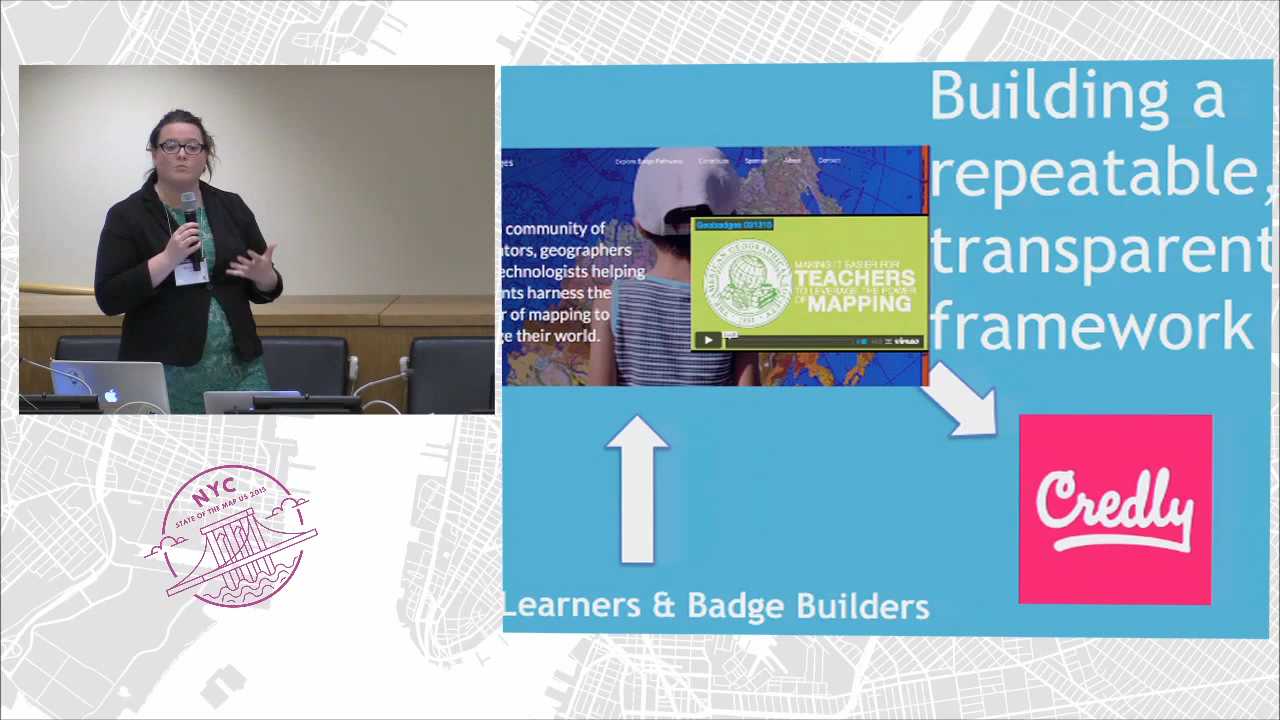 Building a
repeatable,
transparent
framework
Explore Badge Pathways Contribute Sponsor About Contact
community of
geographers
echnologists helping
nts harness the
r of mapping to
e their world.
Geobadges 031315
MAKING IT EASIER FOR
TEACHERS
TO LEVERAGE THE POWER
OF MAPPING
vimeo
Credly
Learners & Badge Builders
NYC
STATE OF THE MAP US 2015